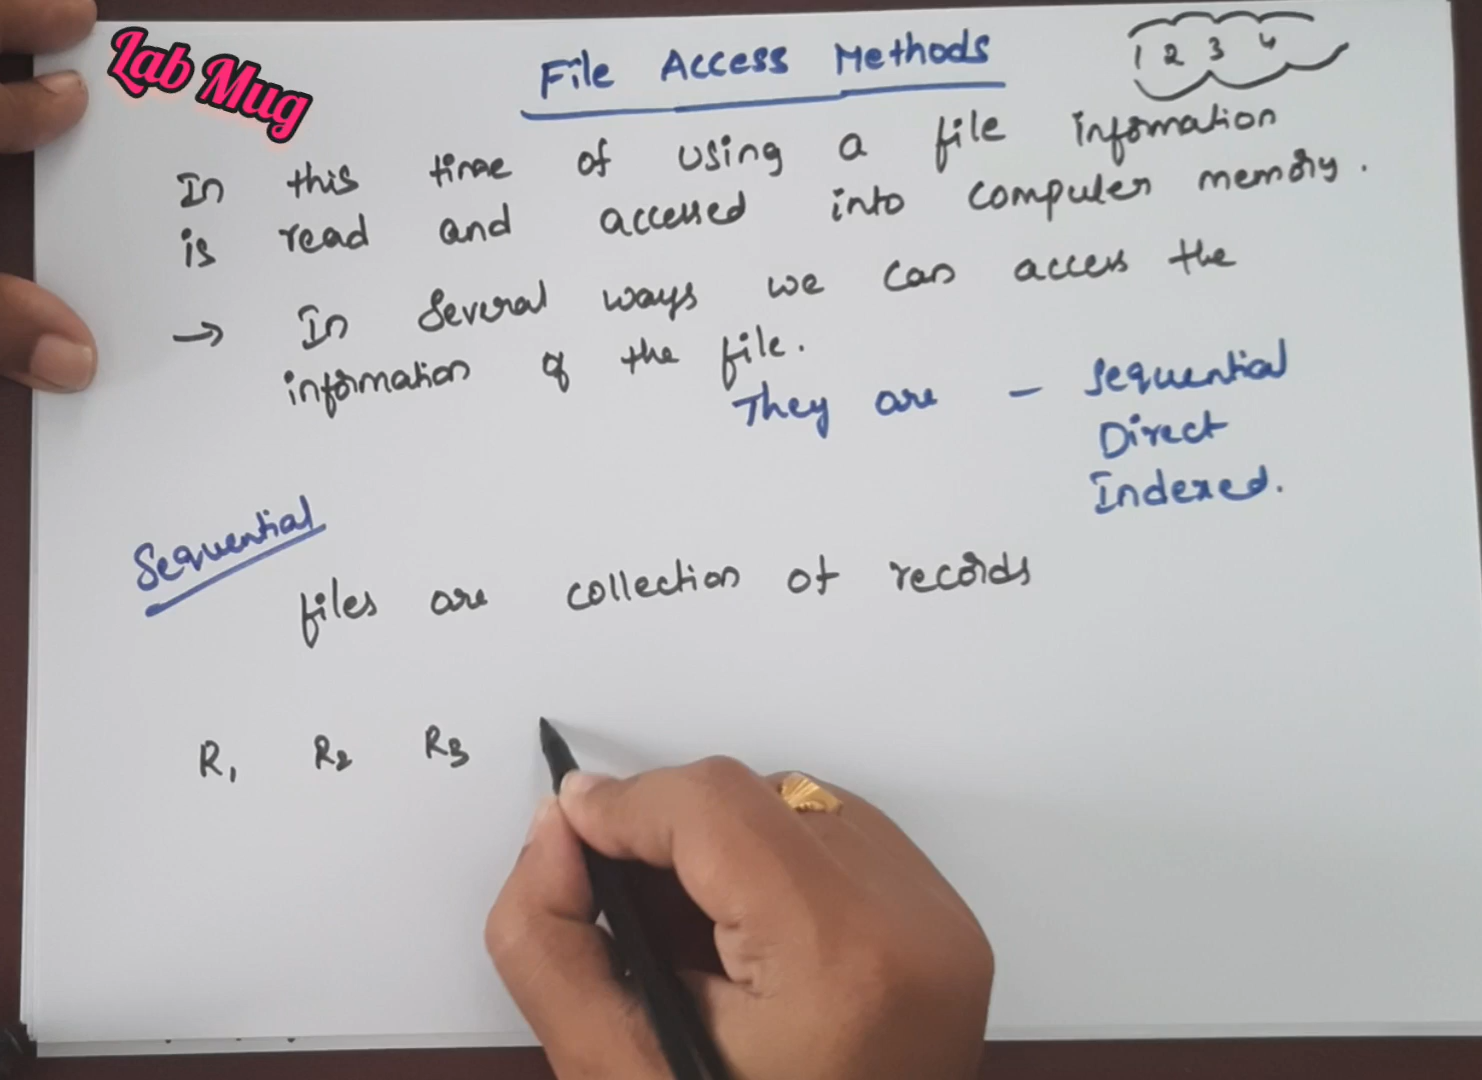 Lab Mug
File Access Methods
1 2 3 4
In this time of using a file information
is read and accessed into computer memory.
→ In several ways we can access the
information of the file.
They are - Sequential
Direct
Indexed.
Sequential
files are collection of records
R1 R2 R3